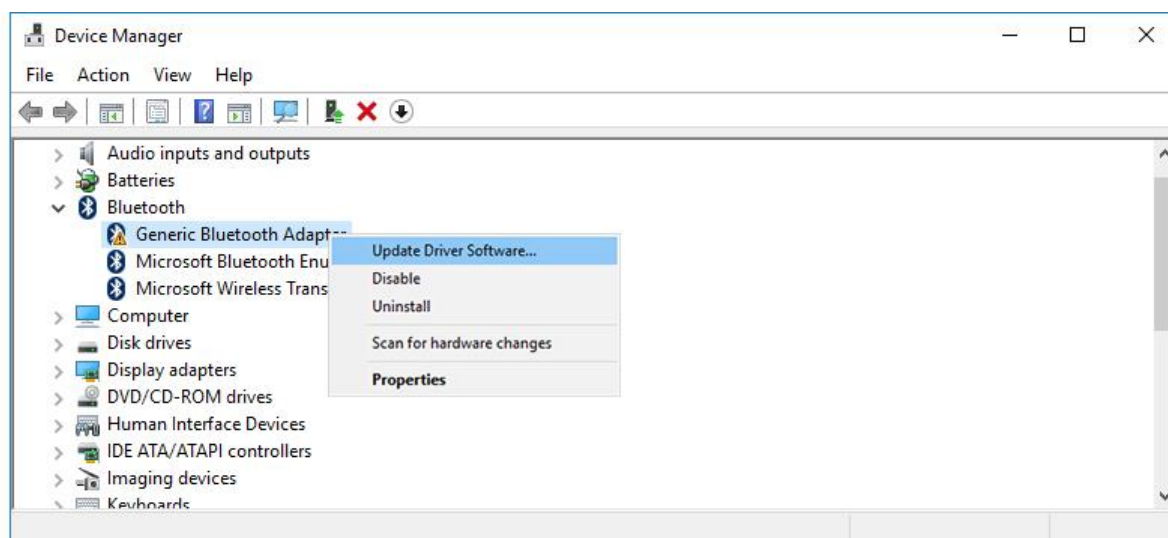 Device Manager
File Action View Help
Audio inputs and outputs
Batteries
Bluetooth
Generic Bluetooth
Microsoft Bluetooth Enu
Microsoft Wireless Trans
Update Driver Software...
Disable
Uninstall
Scan for hardware changes
Properties
Computer
Disk drives
Display adapters
DVD/CD-ROM drives
Human Interface Devices
IDE ATA/ATAPI controllers
Imaging devices
Keyboards